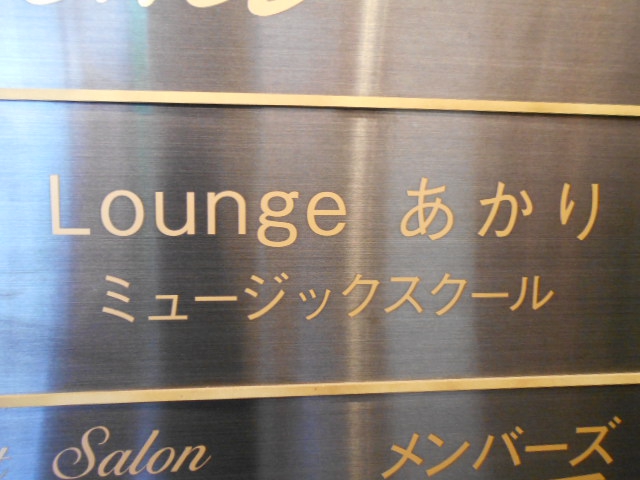 Lounge あかり
ミュージックスクール
Salon メンバーズ